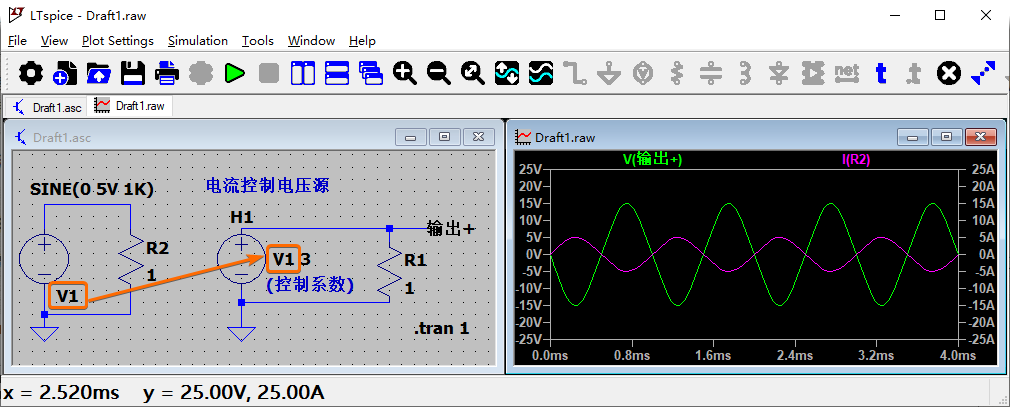 LTspice - Draft1.raw
File View Plot Settings Simulation Tools Window Help
net t t
Draft1.asc Draft1.raw
Draft1.asc
SINE(0 5V 1K)
电流控制电压源
H1
输出+
R2
1
V1 3
R1
1
V1
(控制系数)
.tran 1
Draft1.raw
V(输出+) I(R2)
25V 25A
20V 20A
15V 15A
10V 10A
5V 5A
0V 0A
-5V -5A
-10V -10A
-15V -15A
-20V -20A
-25V -25A
0.0ms 0.8ms 1.6ms 2.4ms 3.2ms 4.0ms
x = 2.520ms y = 25.00V, 25.00A